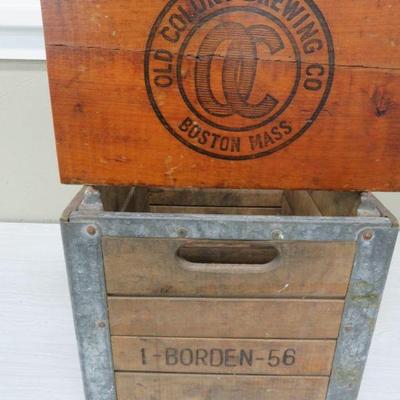 OLD COLONY BREWING CO
OC
BOSTON MASS
1-BORDEN-56